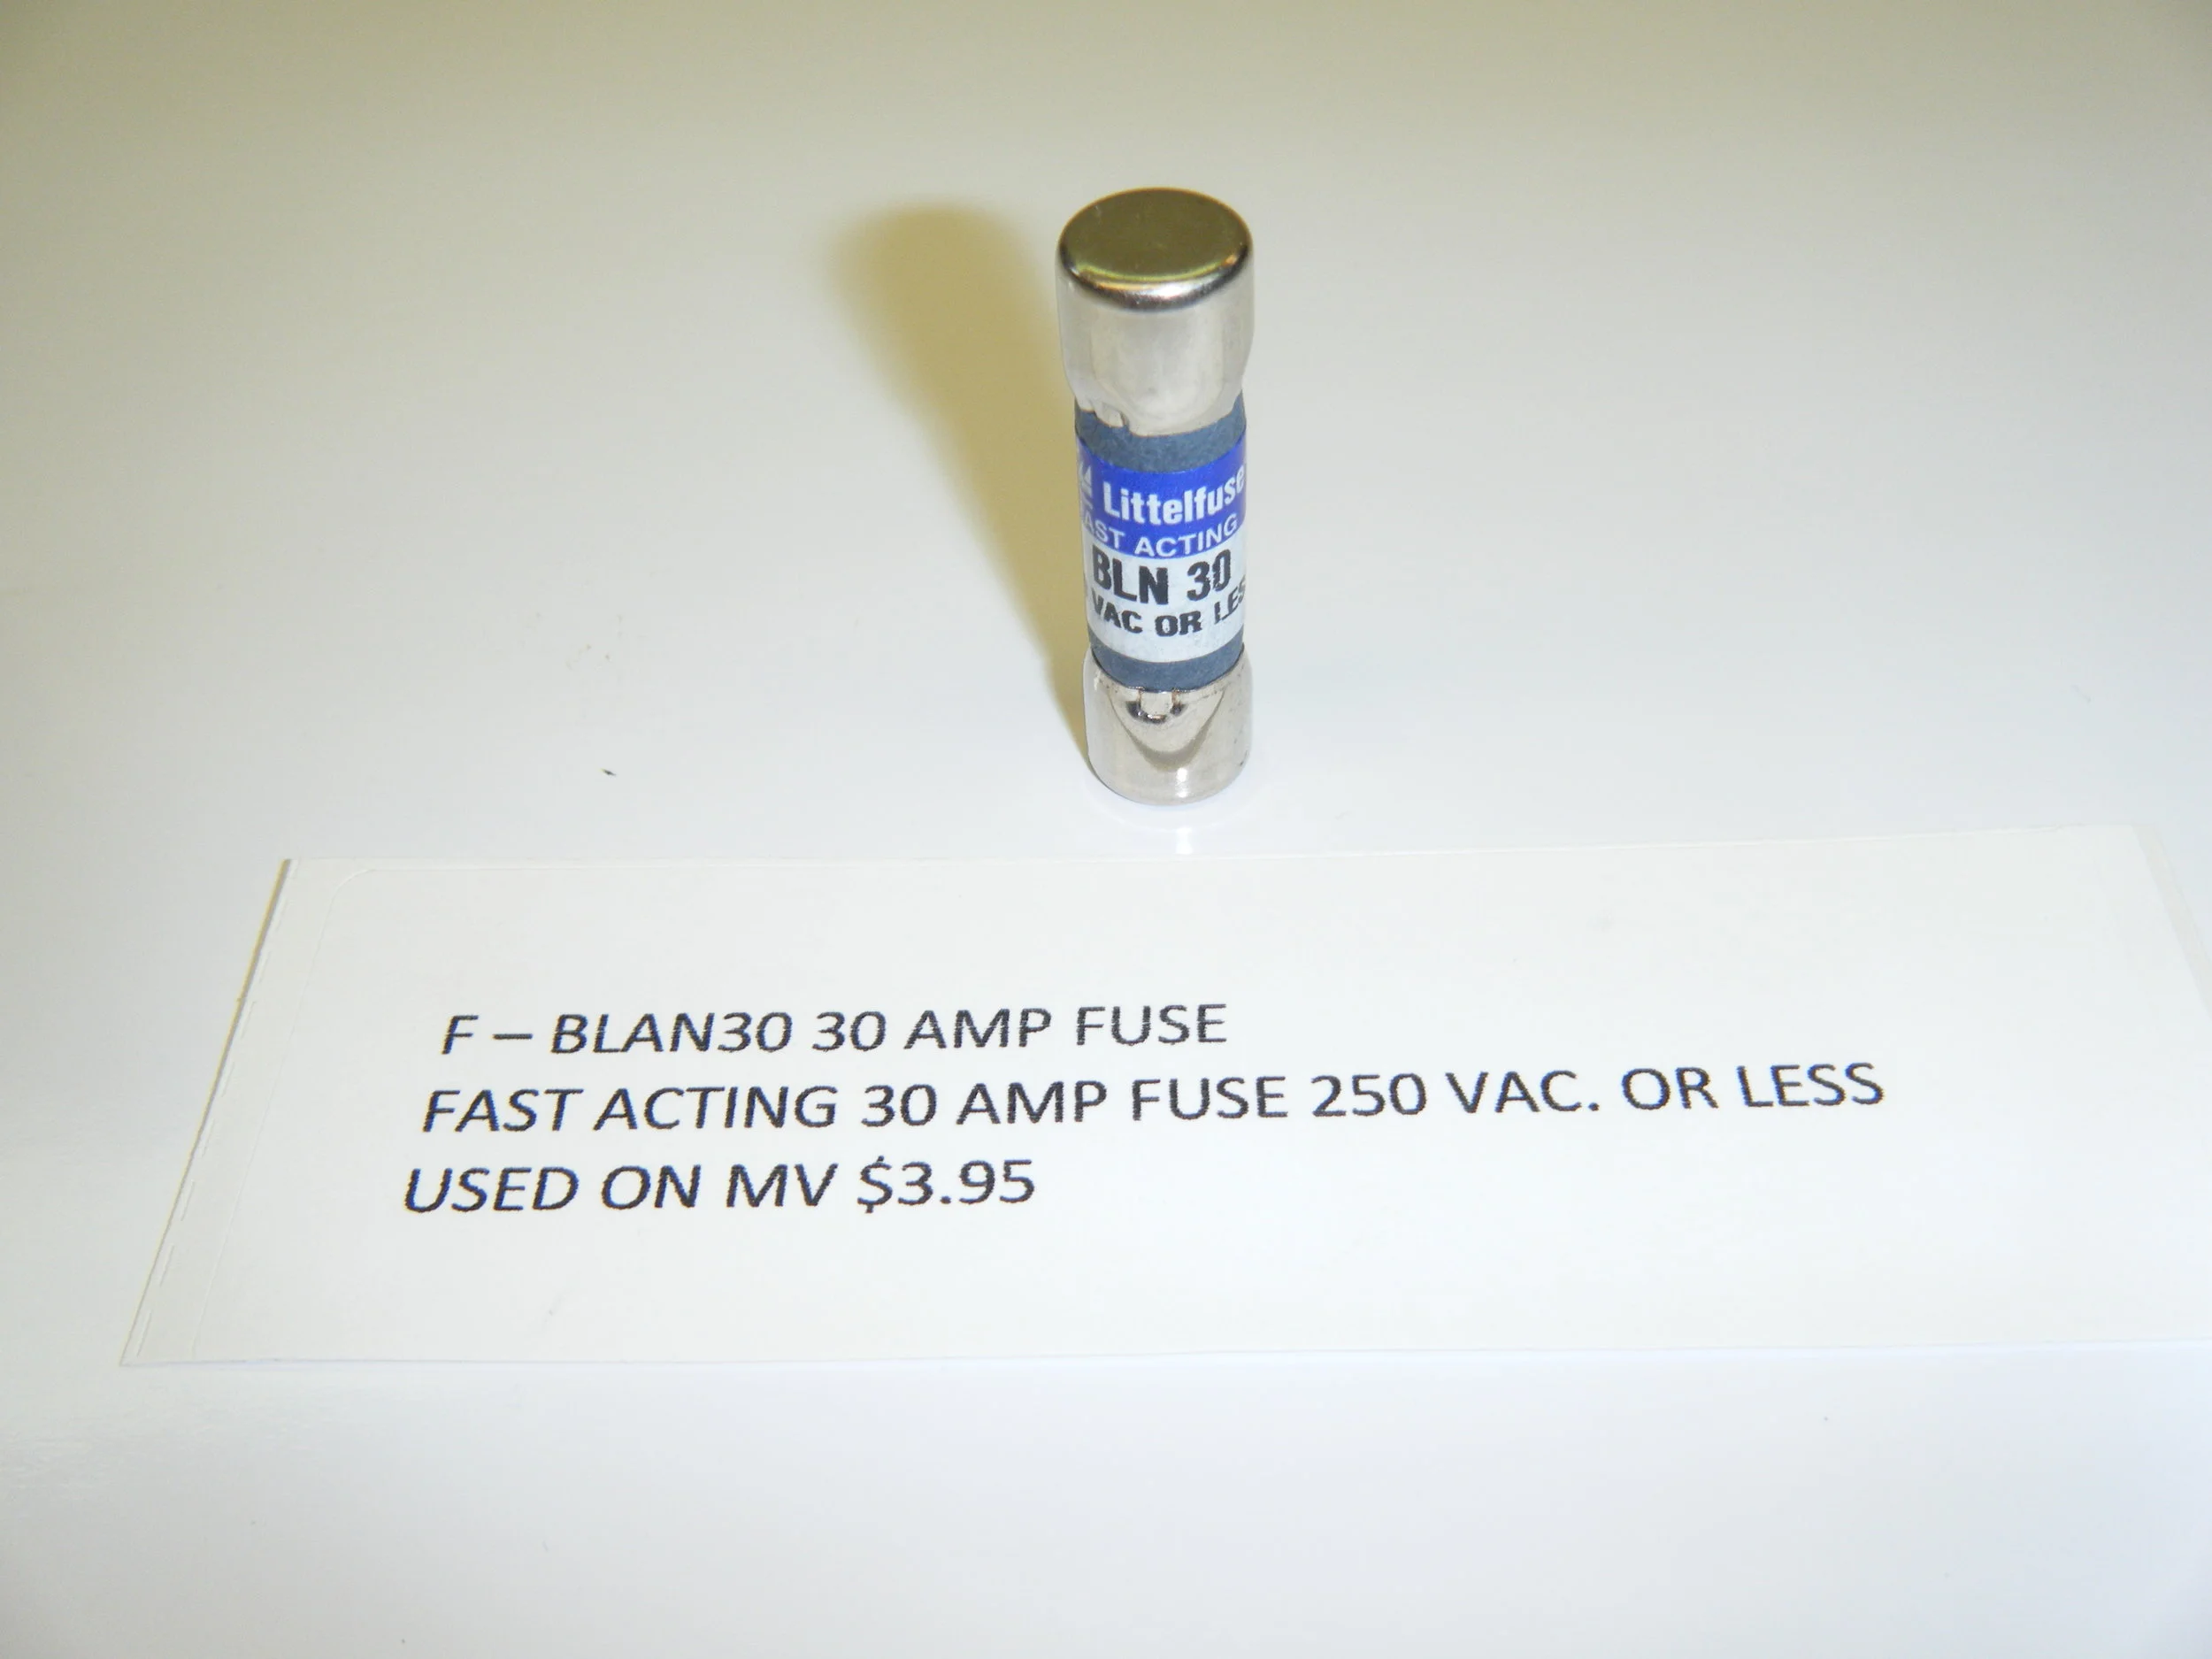 Littelfuse
AST ACTING
BLN 30
VAC OR LES
F – BLAN30 30 AMP FUSE
FAST ACTING 30 AMP FUSE 250 VAC. OR LESS
USED ON MV $3.95